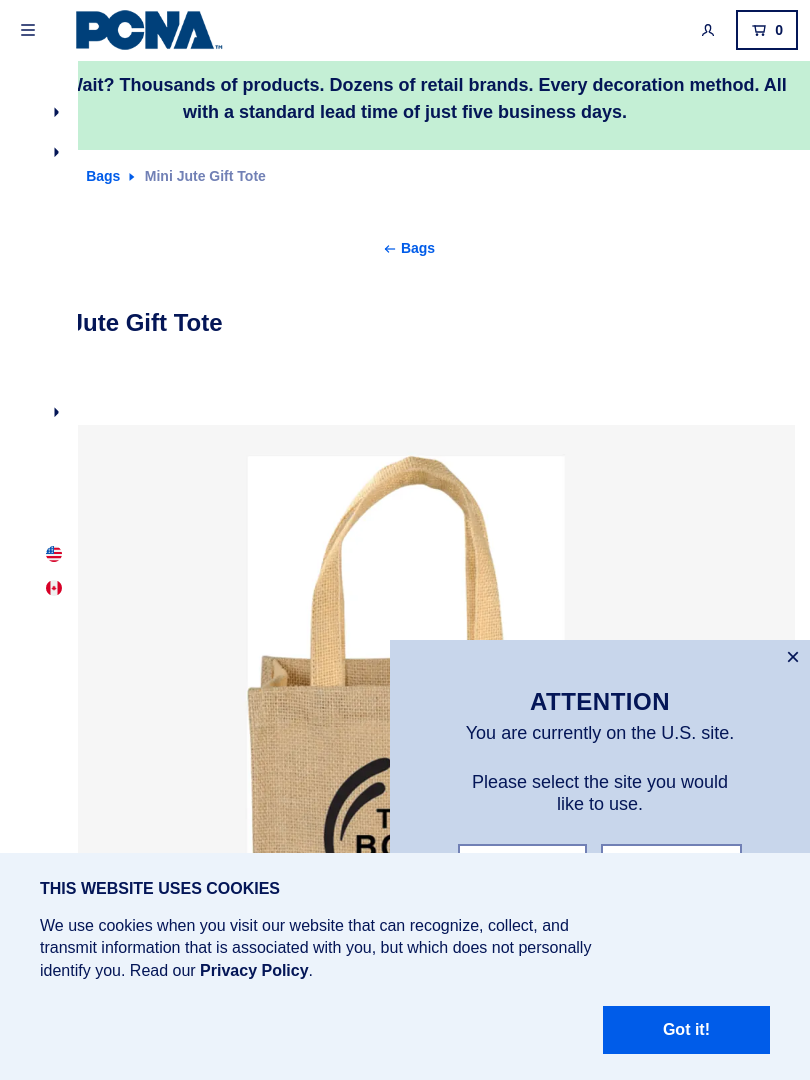 PCNA™
0
Wait? Thousands of products. Dozens of retail brands. Every decoration method. All
with a standard lead time of just five business days.
Bags Mini Jute Gift Tote
Bags
Jute Gift Tote
ATTENTION
You are currently on the U.S. site.
Please select the site you would
like to use.
THIS WEBSITE USES COOKIES
We use cookies when you visit our website that can recognize, collect, and
transmit information that is associated with you, but which does not personally
identify you. Read our Privacy Policy.
Got it!